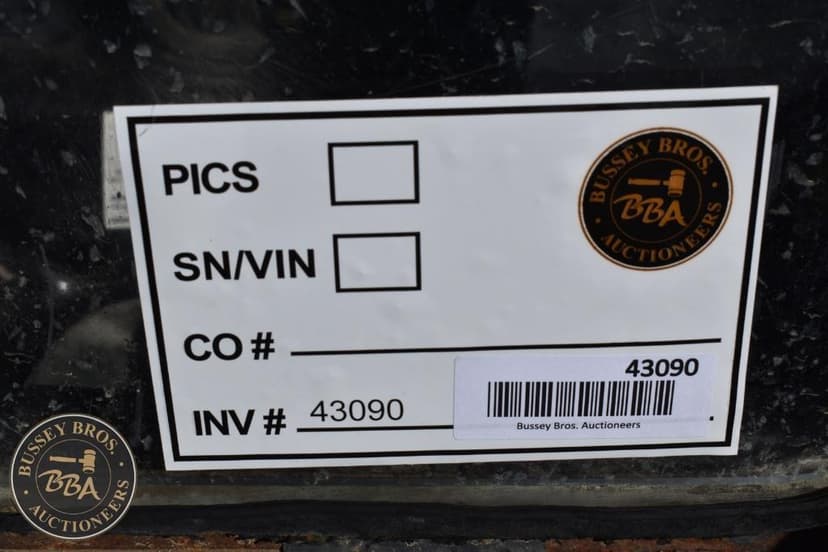 PICS
BUSSEY BROS.
BBA
AUCTIONEERS
SN/VIN
CO #
43090
INV # 43090
Bussey Bros. Auctioneers
BUSSEY BROS.
BBA
AUCTIONEERS